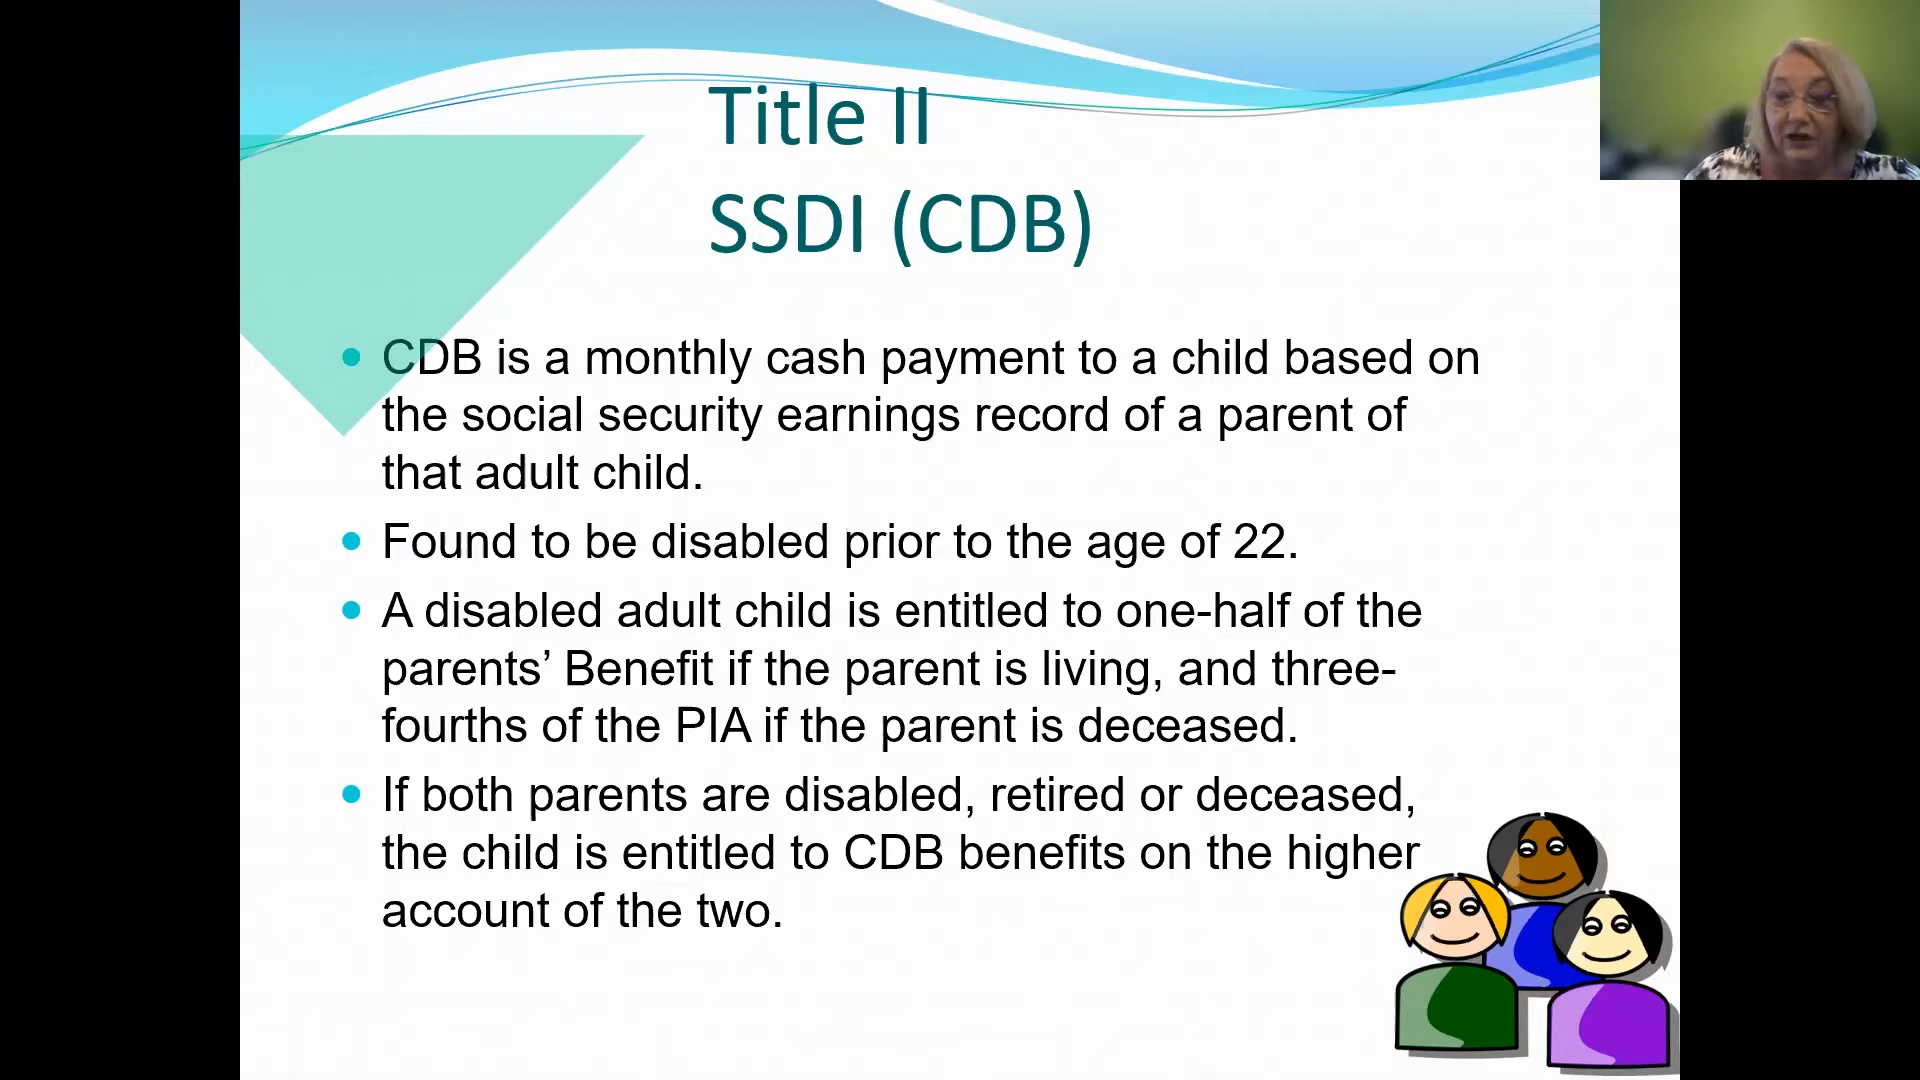 Title II
SSDI (CDB)
CDB is a monthly cash payment to a child based on
the social security earnings record of a parent of
that adult child.
Found to be disabled prior to the age of 22.
A disabled adult child is entitled to one-half of the
parents’ Benefit if the parent is living, and three-
fourths of the PIA if the parent is deceased.
If both parents are disabled, retired or deceased,
the child is entitled to CDB benefits on the higher
account of the two.